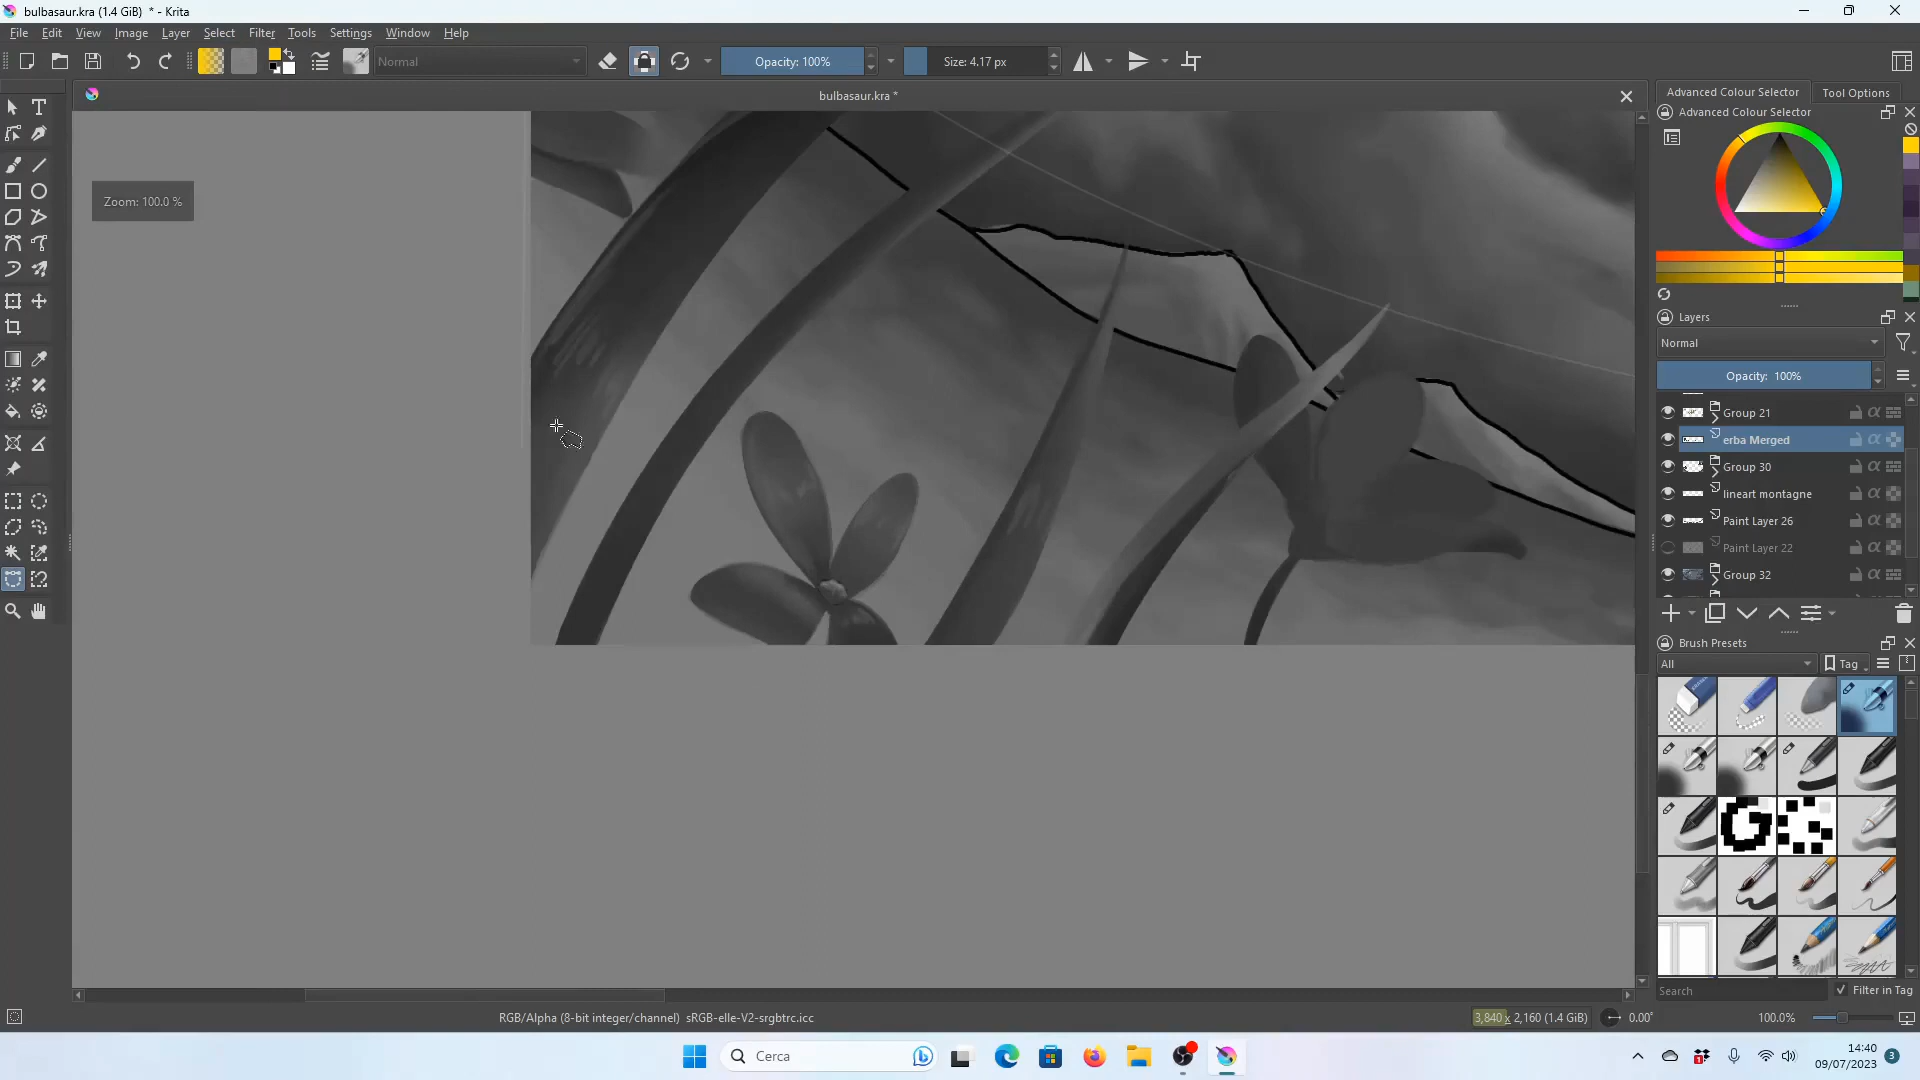 bulbasaur.kra (1.4 GiB) * - Krita
File Edit View Image Layer Select Filter Tools Settings Window Help
Normal
Opacity: 100%
Size: 4.17 px
bulbasaur.kra *
Advanced Colour Selector
Tool Options
Advanced Colour Selector
Zoom: 100.0 %
Layers
Normal
Opacity: 100%
Group 21
erba Merged
Group 30
lineart montagne
Paint Layer 26
Paint Layer 22
Group 32
Brush Presets
All
Tag
Search
Filter in Tag
RGB/Alpha (8-bit integer/channel) sRGB-elle-V2-srgbtrc.icc
3,840 x 2,160 (1.4 GiB)
0.00°
100.0%
Cerca
14:40
09/07/2023
3